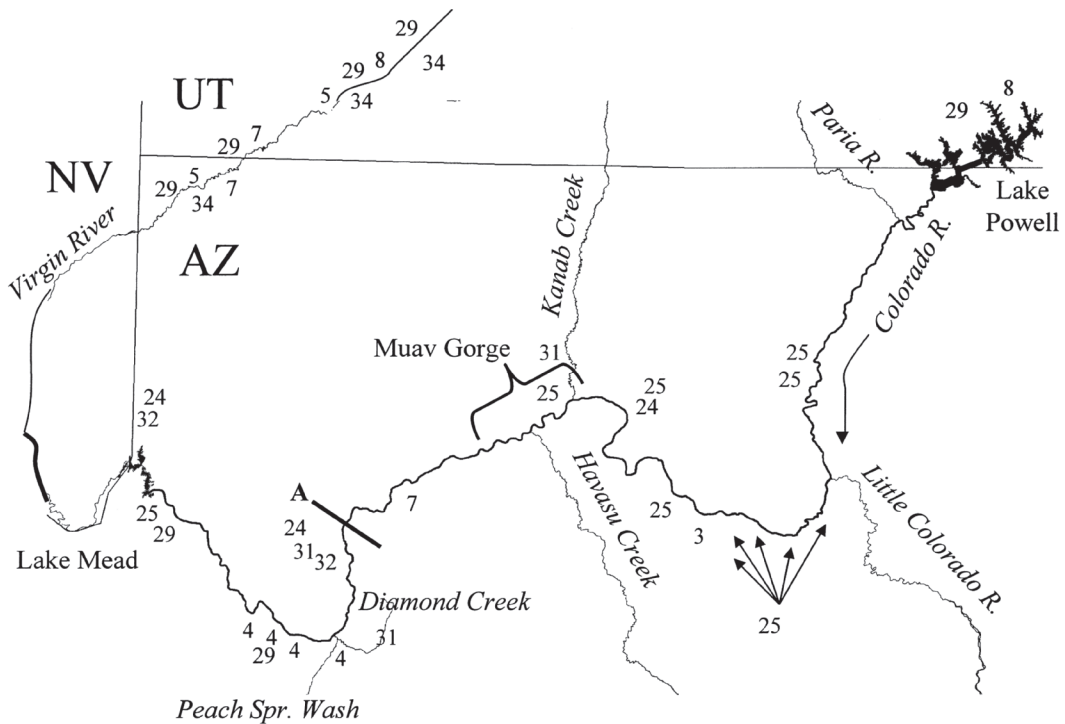 29
8
29
34
UT
5
34
8
29
Paria R.
7
29
NV
5
29
7
34
Lake
Powell
Virgin River
AZ
Kanab Creek
Colorado R.
Muav Gorge
31
25
25
25
25
24
24
32
Havasu Creek
Little Colorado R.
A
7
25
29
24
31
32
25
3
Lake Mead
Diamond Creek
25
4
4
4
29
4
31
Peach Spr. Wash